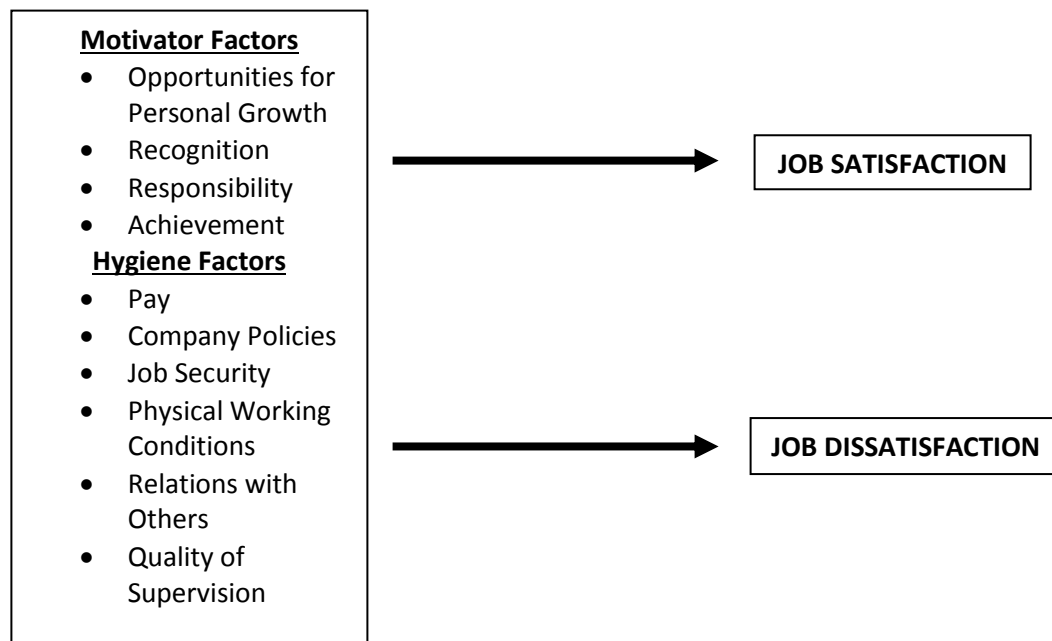 Motivator Factors
• Opportunities for
Personal Growth
• Recognition
• Responsibility
• Achievement
Hygiene Factors
• Pay
• Company Policies
• Job Security
• Physical Working
Conditions
• Relations with
Others
• Quality of
Supervision
JOB SATISFACTION
JOB DISSATISFACTION